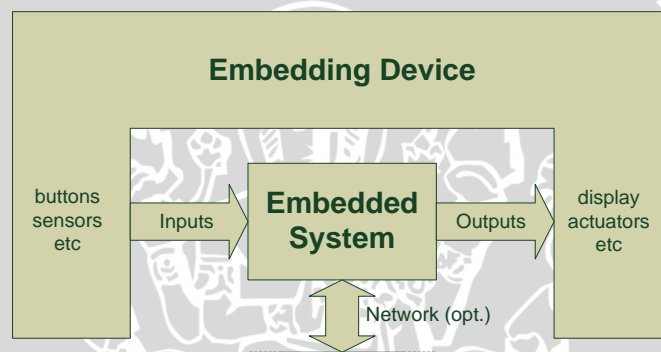 Embedding Device
buttons
sensors
etc
Inputs
Embedded
System
Outputs
display
actuators
etc
Network (opt.)